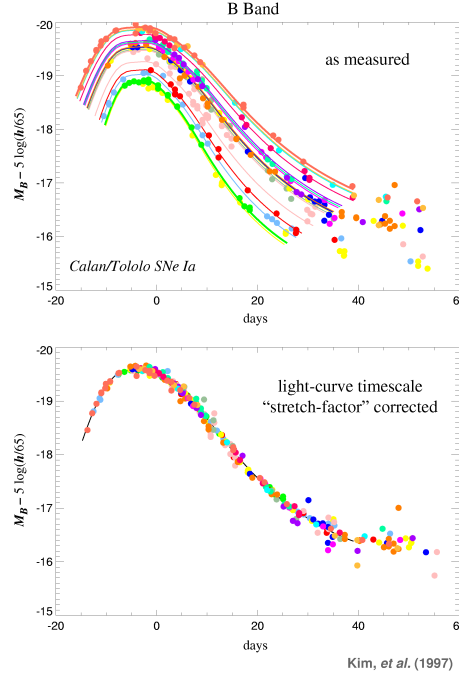 B Band
-20
-19
-18
-17
-16
-15
M_B − 5 log(h/65)
as measured
Calan/Tololo SNe Ia
-20 0 20 40 60
days
-20
-19
-18
-17
-16
-15
M_B − 5 log(h/65)
light-curve timescale
“stretch-factor” corrected
-20 0 20 40 60
days
Kim, et al. (1997)